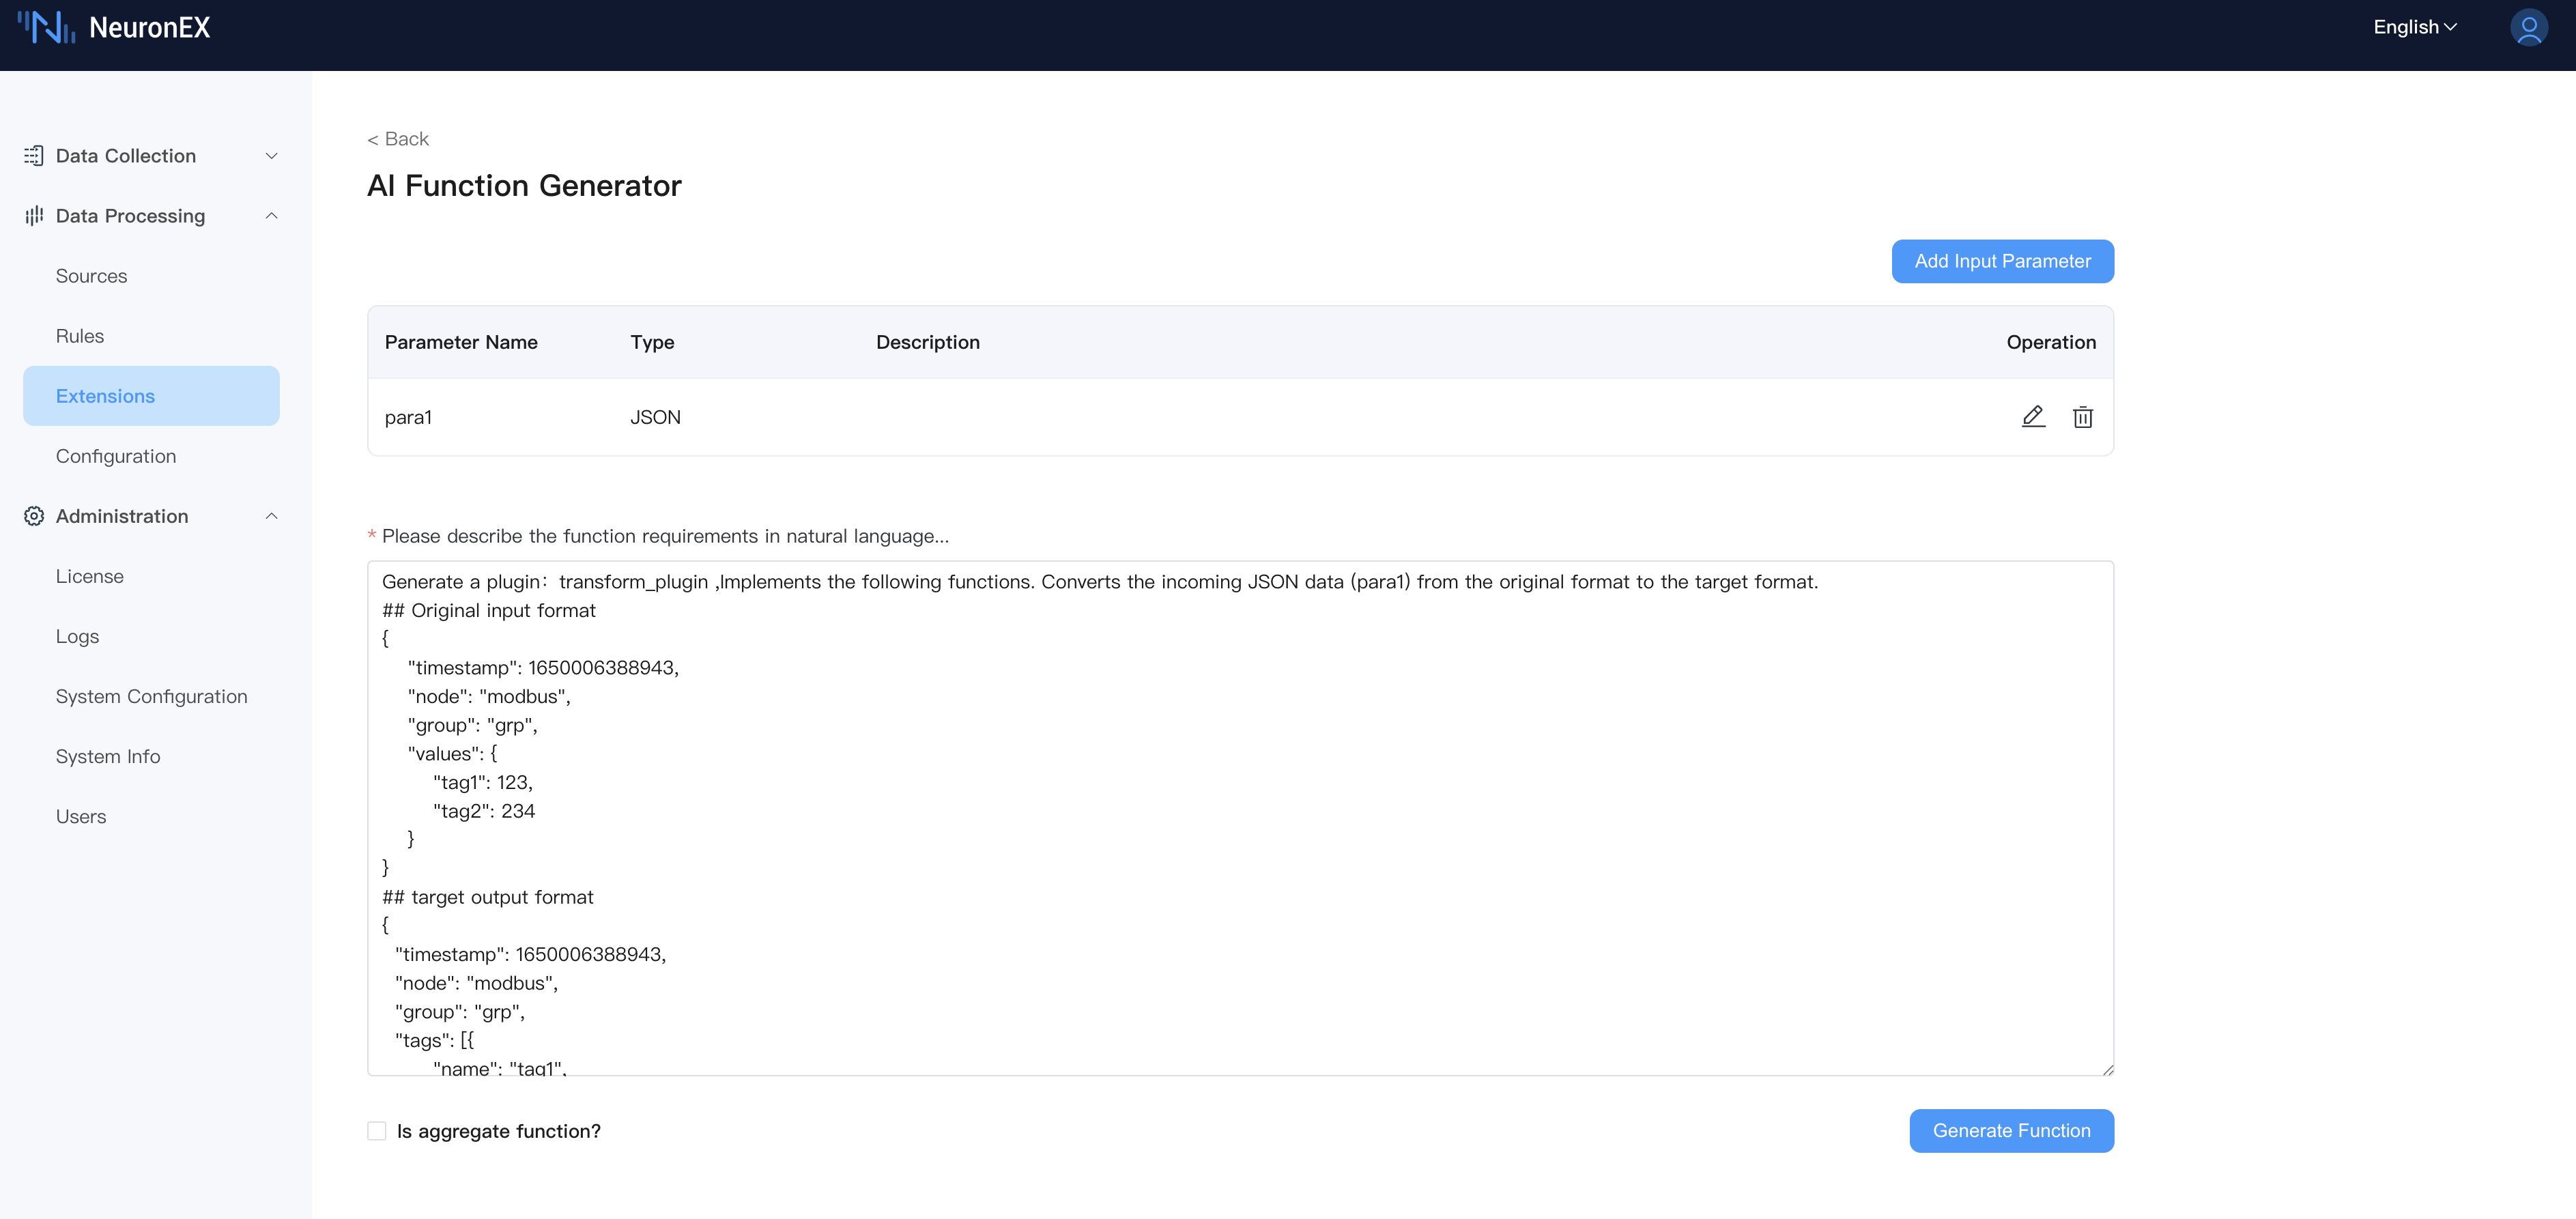 NeuronEX
English
Data Collection
Data Processing
Sources
Rules
Extensions
Configuration
Administration
License
Logs
System Configuration
System Info
Users
< Back
AI Function Generator
Add Input Parameter
Parameter Name Type Description Operation
para1 JSON
* Please describe the function requirements in natural language...
Generate a plugin：transform_plugin ,Implements the following functions. Converts the incoming JSON data (para1) from the original format to the target format.
## Original input format
{
"timestamp": 1650006388943,
"node": "modbus",
"group": "grp",
"values": {
"tag1": 123,
"tag2": 234
}
}
## target output format
{
"timestamp": 1650006388943,
"node": "modbus",
"group": "grp",
"tags": [{
"name": "tag1",
Is aggregate function?
Generate Function